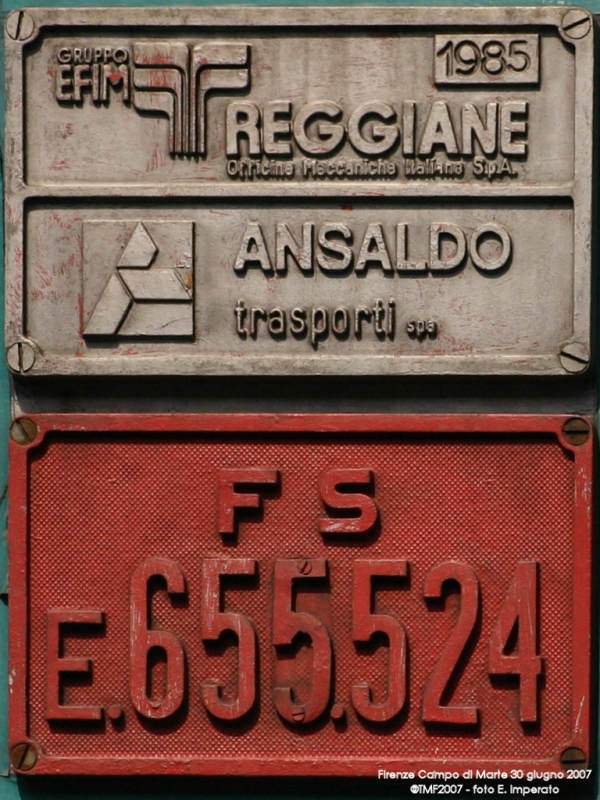 GRUPPO
EFIM
1985
REGGIANE
Officine Meccaniche Italiane S.p.A.
ANSALDO
trasporti spa
F S
E.655.524
Firenze Campo di Marte 30 giugno 2007
©TMF2007 - foto E. Imperato